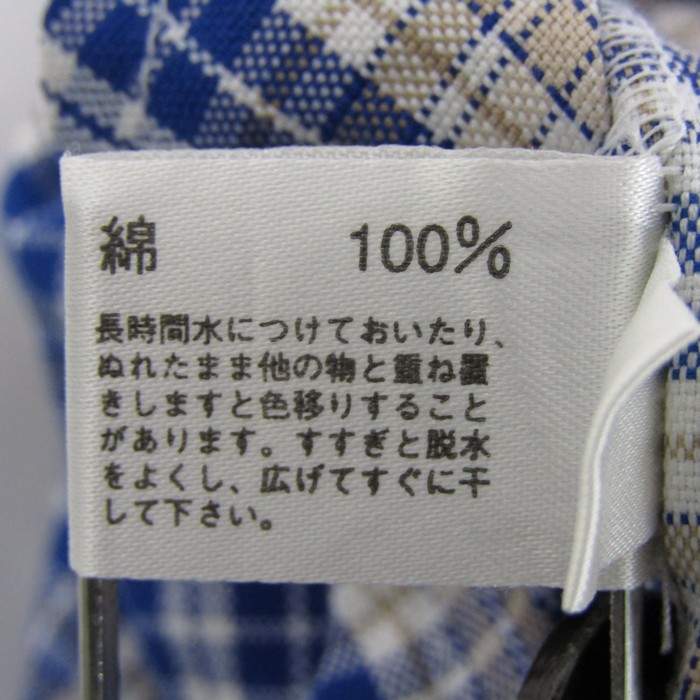 綿 100%
長時間水につけておいたり、
ぬれたまま他の物と重ね置
きしますと色移りすること
があります。すすぎと脱水
をよくし、広げてすぐに干
して下さい。